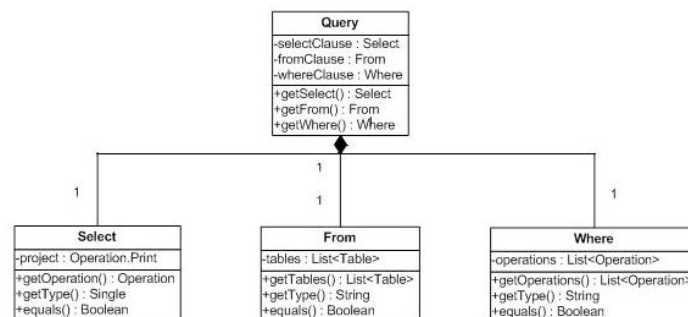 Query
-selectClause : Select
-fromClause : From
-whereClause : Where
+getSelect() : Select
+getFrom() : From
+getWhere() : Where
1
1
1
1
1
Select
-project : Operation.Print
+getOperation() : Operation
+getType() : Single
+equals() : Boolean
From
-tables : List<Table>
+getTables() : List<Table>
+getType() : String
+equals() : Boolean
Where
-operations : List<Operation>
+getOperations() : List<Operation>
+getType() : String
+equals() : Boolean